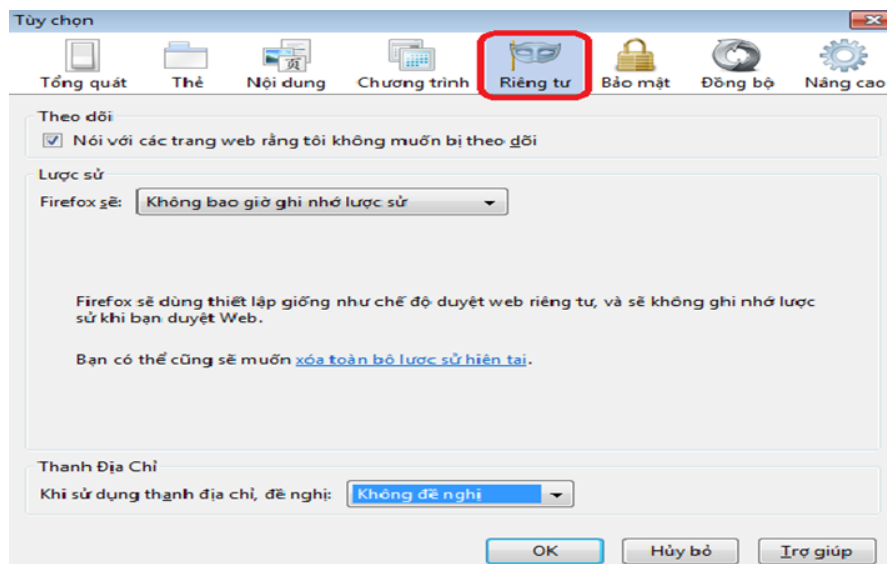 Tùy chọn
Tổng quát Thẻ Nội dung Chương trình Riêng tư Bảo mật Đồng bộ Nâng cao
Theo dõi
Nói với các trang web rằng tôi không muốn bị theo dõi
Lược sử
Firefox sẽ: Không bao giờ ghi nhớ lược sử
Firefox sẽ dùng thiết lập giống như chế độ duyệt web riêng tư, và sẽ không ghi nhớ lược
sử khi bạn duyệt Web.
Bạn có thể cũng sẽ muốn xóa toàn bộ lược sử hiện tại.
Thanh Địa Chỉ
Khi sử dụng thanh địa chỉ, đề nghị: Không đề nghị
OK Hủy bỏ Trợ giúp